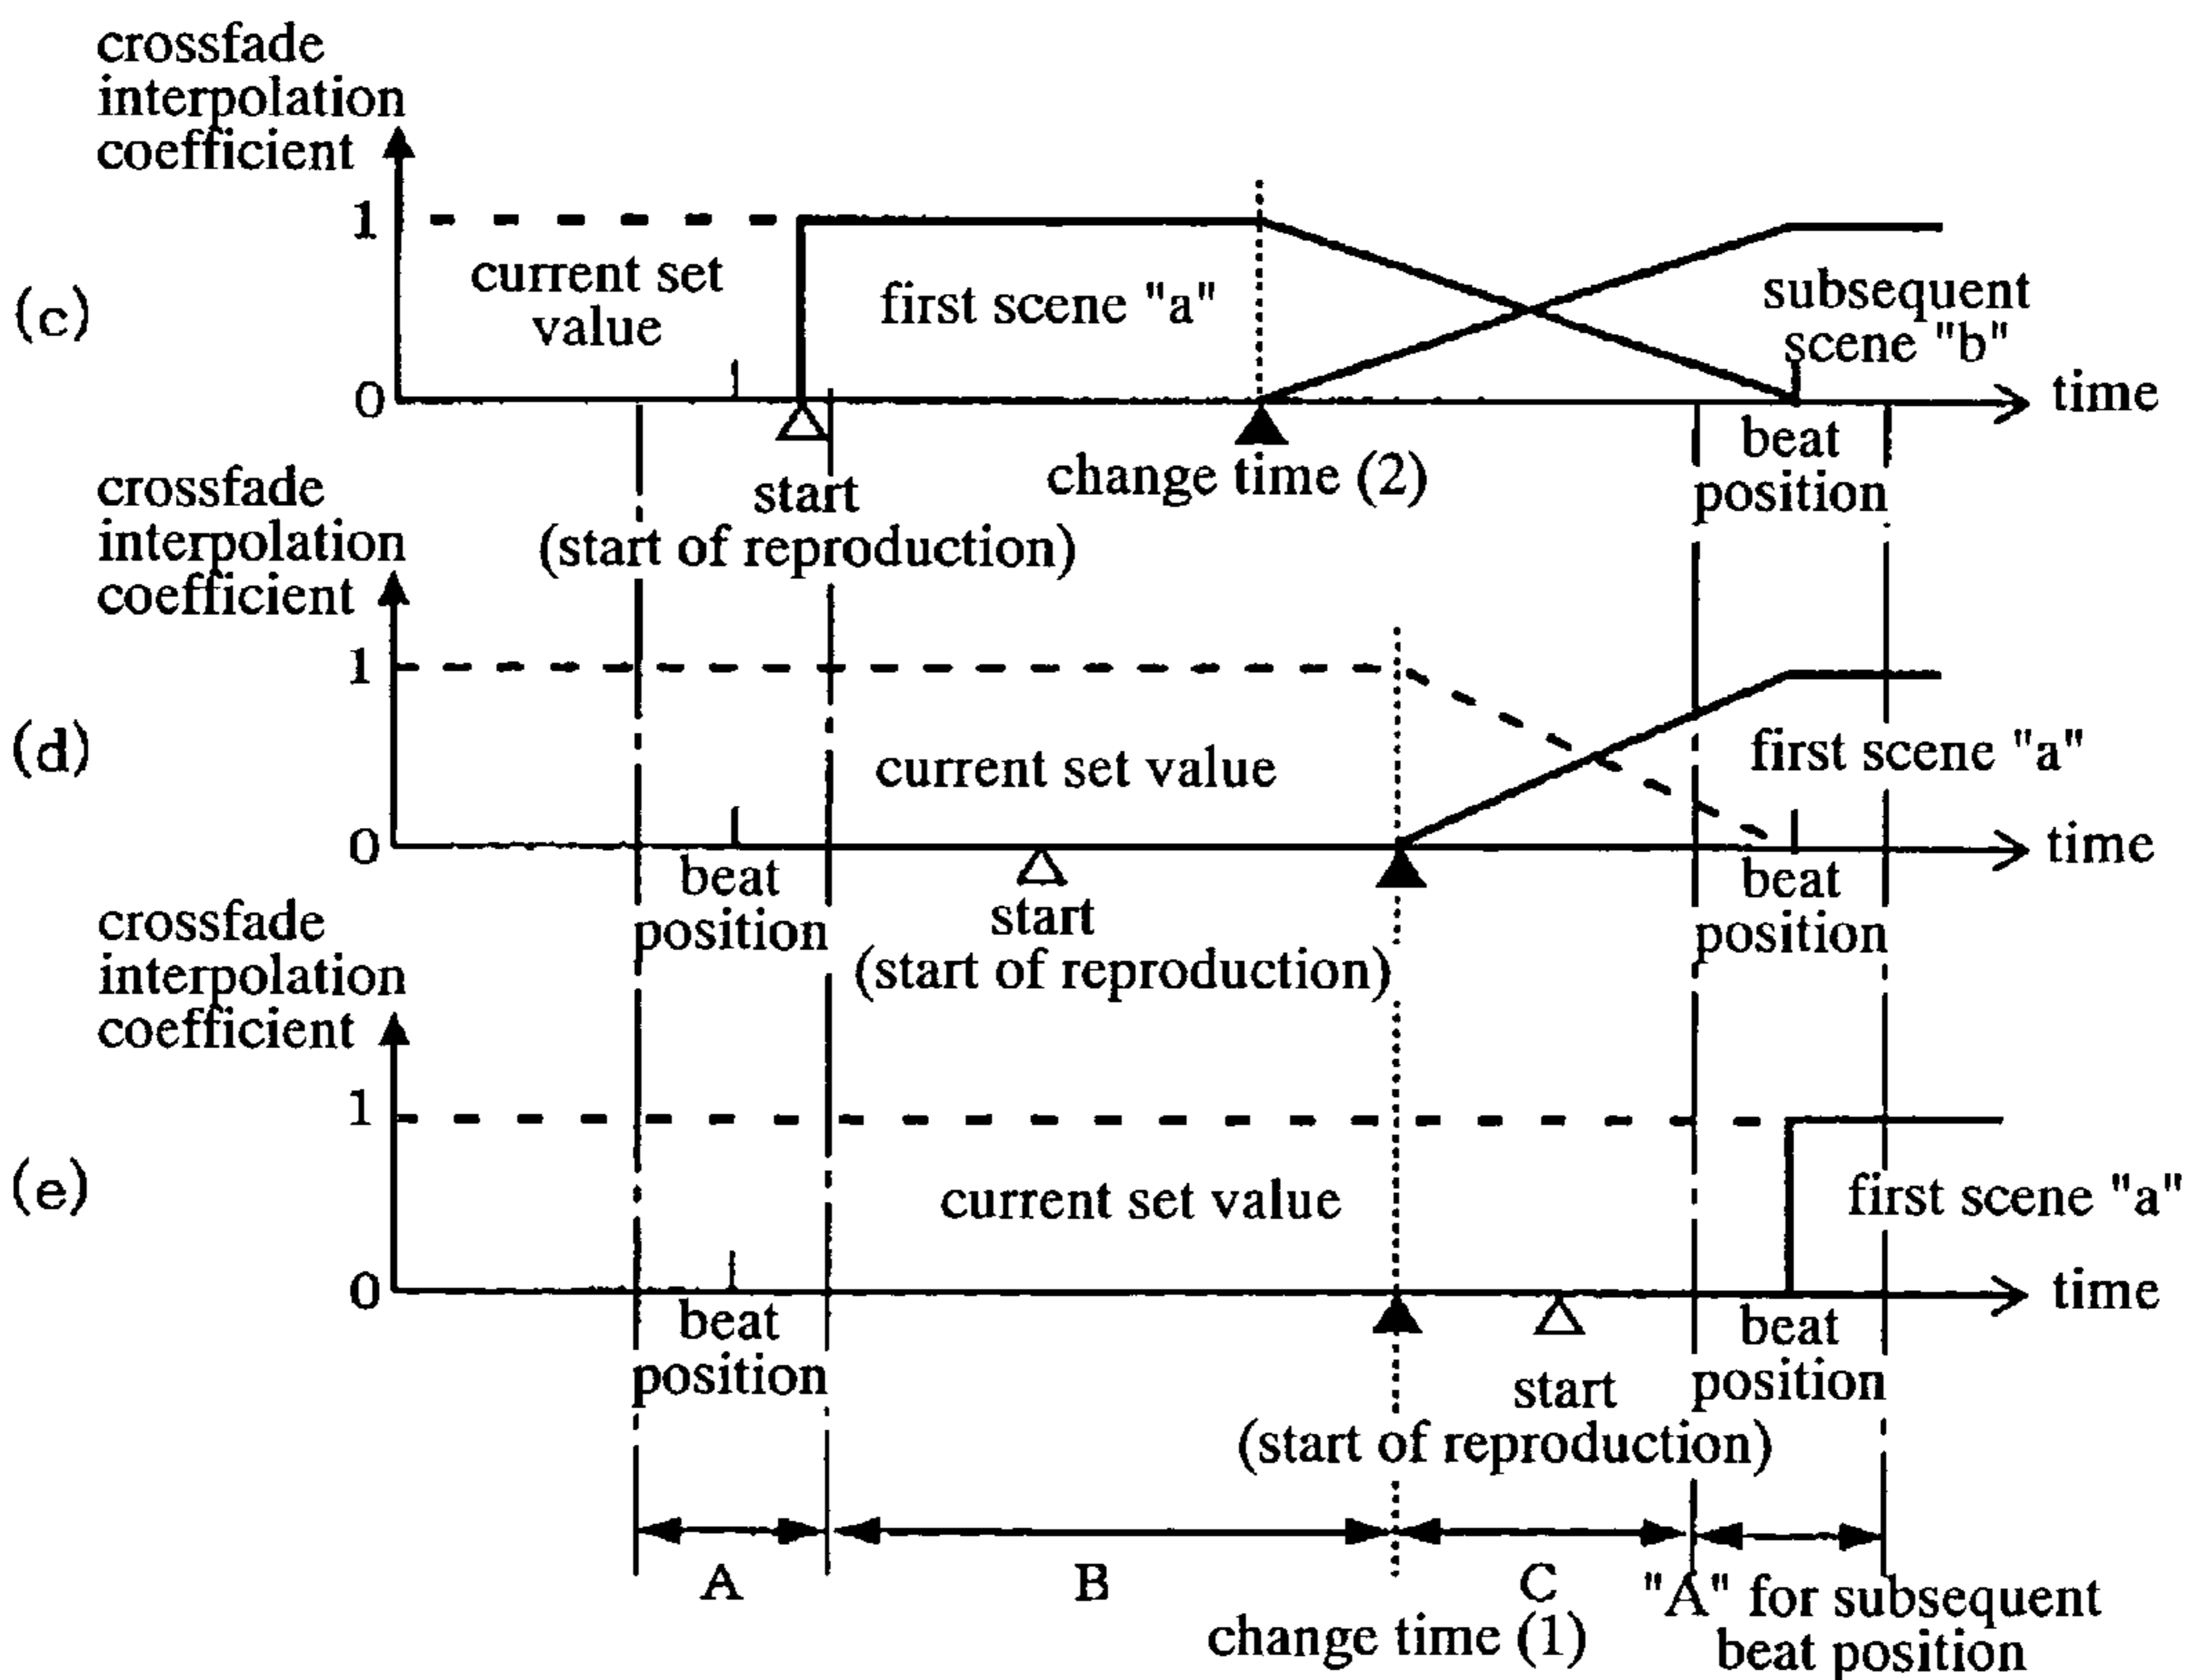 crossfade
interpolation
coefficient
1
current set
value
first scene "a"
subsequent
scene "b"
(c)
0
time
start
(start of reproduction)
change time (2)
beat
position
crossfade
interpolation
coefficient
1
(d)
current set value
first scene "a"
0
time
beat
position
start
(start of reproduction)
beat
position
crossfade
interpolation
coefficient
1
(e)
current set value
first scene "a"
0
time
beat
position
start
(start of reproduction)
beat
position
A
B
C
"A" for subsequent
beat position
change time (1)